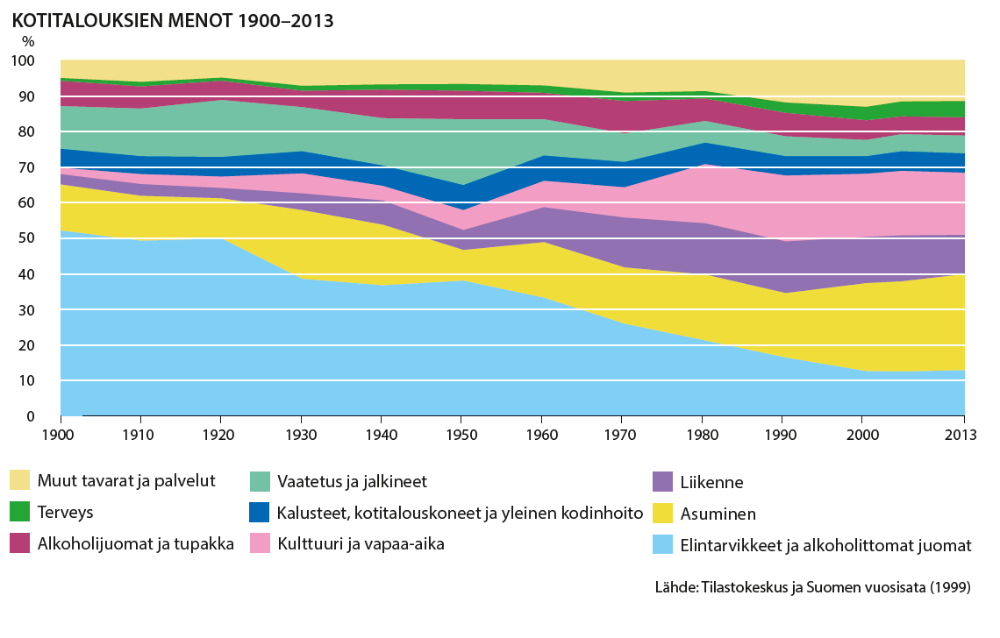 KOTITALOUKSIEN MENOT 1900–2013
%
100
90
80
70
60
50
40
30
20
10
0
1900 1910 1920 1930 1940 1950 1960 1970 1980 1990 2000 2013
Muut tavarat ja palvelut
Terveys
Alkoholijuomat ja tupakka
Vaatetus ja jalkineet
Kalusteet, kotitalouskoneet ja yleinen kodinhoito
Kulttuuri ja vapaa-aika
Liikenne
Asuminen
Elintarvikkeet ja alkoholittomat juomat
Lähde: Tilastokeskus ja Suomen vuosisata (1999)